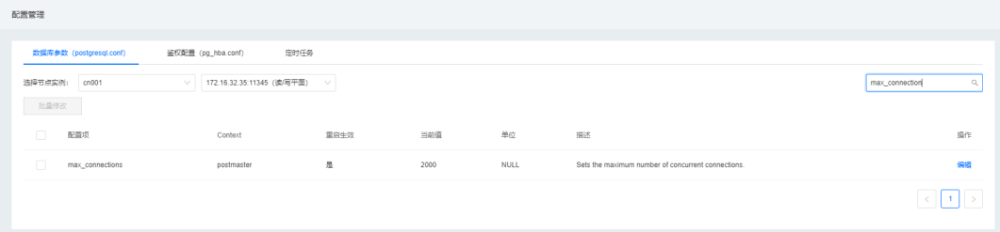 配置管理
数据库参数 (postgresql.conf) 鉴权配置 (pg_hba.conf) 定时任务
选择节点实例: cn001 172.16.32.35:11345 (读/写平面) max_connection
批量修改
配置项 Context 重启生效 当前值 单位 描述 操作
max_connections postmaster 是 2000 NULL Sets the maximum number of concurrent connections. 编辑
1